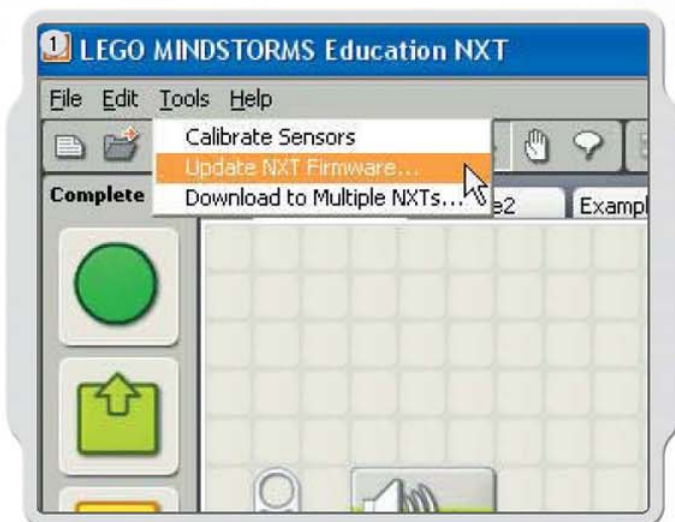 1 LEGO MINDSTORMS Education NXT
File Edit Tools Help
Calibrate Sensors
Update NXT Firmware...
Download to Multiple NXTs...
Complete
e2
Exampl